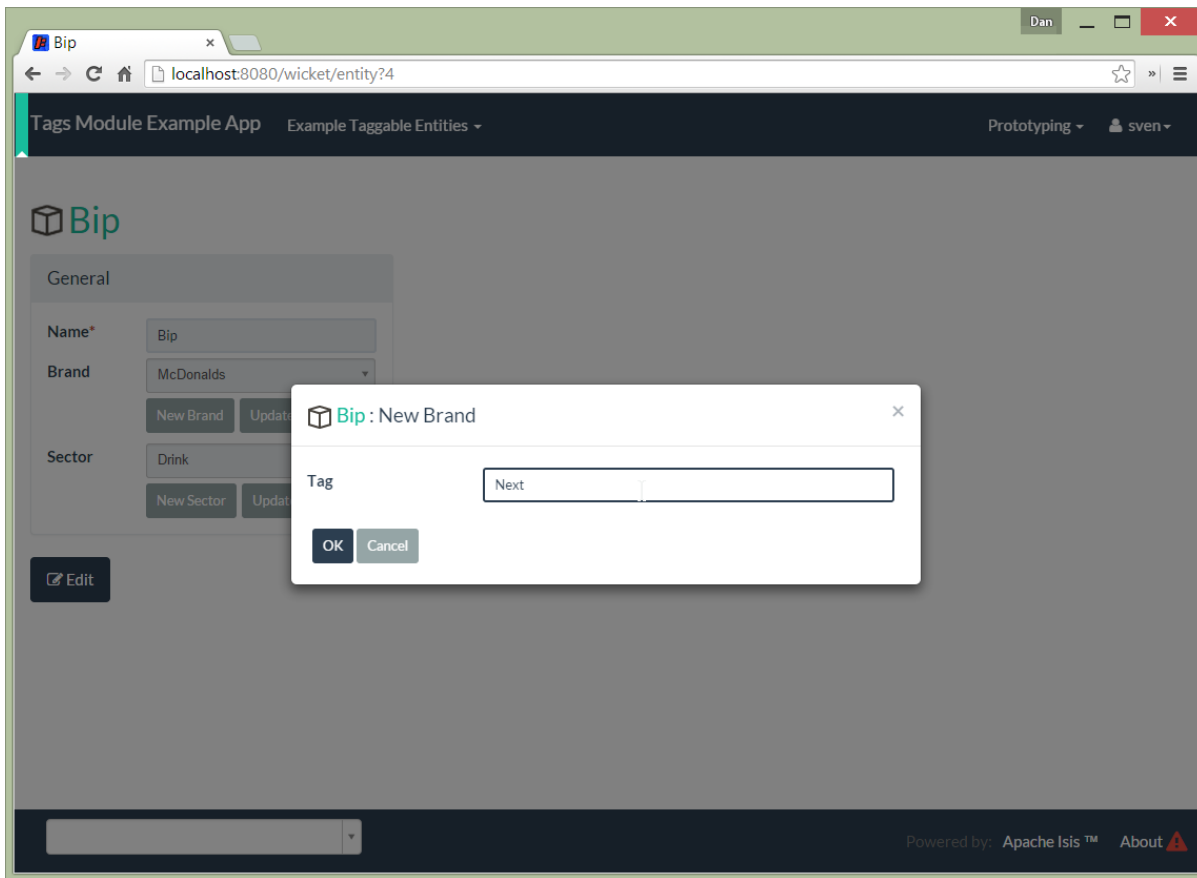 Dan
Bip
localhost:8080/wicket/entity?4
Tags Module Example App Example Taggable Entities Prototyping sven
Bip
General
Name* Bip
Brand McDonalds
New Brand Update
Sector Drink
New Sector
Bip : New Brand
Tag Next
OK Cancel
Edit
Powered by: Apache Isis ™ About